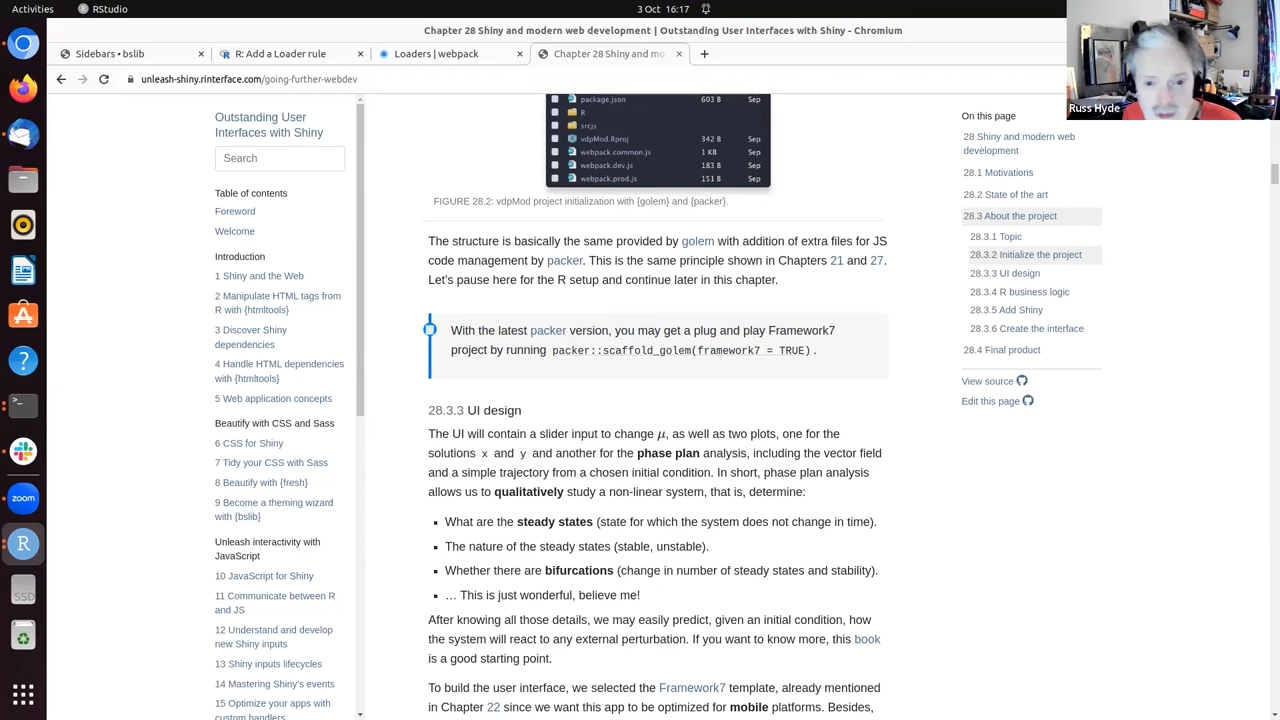 Activities
RStudio
3 Oct 16:17
Chapter 28 Shiny and modern web development | Outstanding User Interfaces with Shiny - Chromium
Sidebars • bslib
R: Add a Loader rule
Loaders | webpack
Chapter 28 Shiny and mo
unleash-shiny.rinterface.com/going-further-webdev
Russ Hyde
Outstanding User
Interfaces with Shiny
Search
Table of contents
Foreword
Welcome
Introduction
1 Shiny and the Web
2 Manipulate HTML tags from
R with {htmltools}
3 Discover Shiny
dependencies
4 Handle HTML dependencies
with {htmltools}
5 Web application concepts
Beautify with CSS and Sass
6 CSS for Shiny
7 Tidy your CSS with Sass
8 Beautify with {fresh}
9 Become a theming wizard
with {bslib}
Unleash interactivity with
JavaScript
10 JavaScript for Shiny
11 Communicate between R
and JS
12 Understand and develop
new Shiny inputs
13 Shiny inputs lifecycles
14 Mastering Shiny's events
15 Optimize your apps with
custom handlers
package.json 603 B Sep
R
srcjs
vdpMod.Rproj 342 B Sep
webpack.common.js 1 KB Sep
webpack.dev.js 183 B Sep
webpack.prod.js 151 B Sep
FIGURE 28.2: vdpMod project initialization with {golem} and {packer}.
The structure is basically the same provided by golem with addition of extra files for JS
code management by packer. This is the same principle shown in Chapters 21 and 27.
Let's pause here for the R setup and continue later in this chapter.
With the latest packer version, you may get a plug and play Framework7
project by running packer::scaffold_golem(framework7 = TRUE).
28.3.3 UI design
The UI will contain a slider input to change μ, as well as two plots, one for the
solutions x and y and another for the phase plan analysis, including the vector field
and a simple trajectory from a chosen initial condition. In short, phase plan analysis
allows us to qualitatively study a non-linear system, that is, determine:
▪ What are the steady states (state for which the system does not change in time).
▪ The nature of the steady states (stable, unstable).
▪ Whether there are bifurcations (change in number of steady states and stability).
▪ … This is just wonderful, believe me!
After knowing all those details, we may easily predict, given an initial condition, how
the system will react to any external perturbation. If you want to know more, this book
is a good starting point.
To build the user interface, we selected the Framework7 template, already mentioned
in Chapter 22 since we want this app to be optimized for mobile platforms. Besides,
On this page
28 Shiny and modern web
development
28.1 Motivations
28.2 State of the art
28.3 About the project
28.3.1 Topic
28.3.2 Initialize the project
28.3.3 UI design
28.3.4 R business logic
28.3.5 Add Shiny
28.3.6 Create the interface
28.4 Final product
View source
Edit this page
zoom
R
SSD